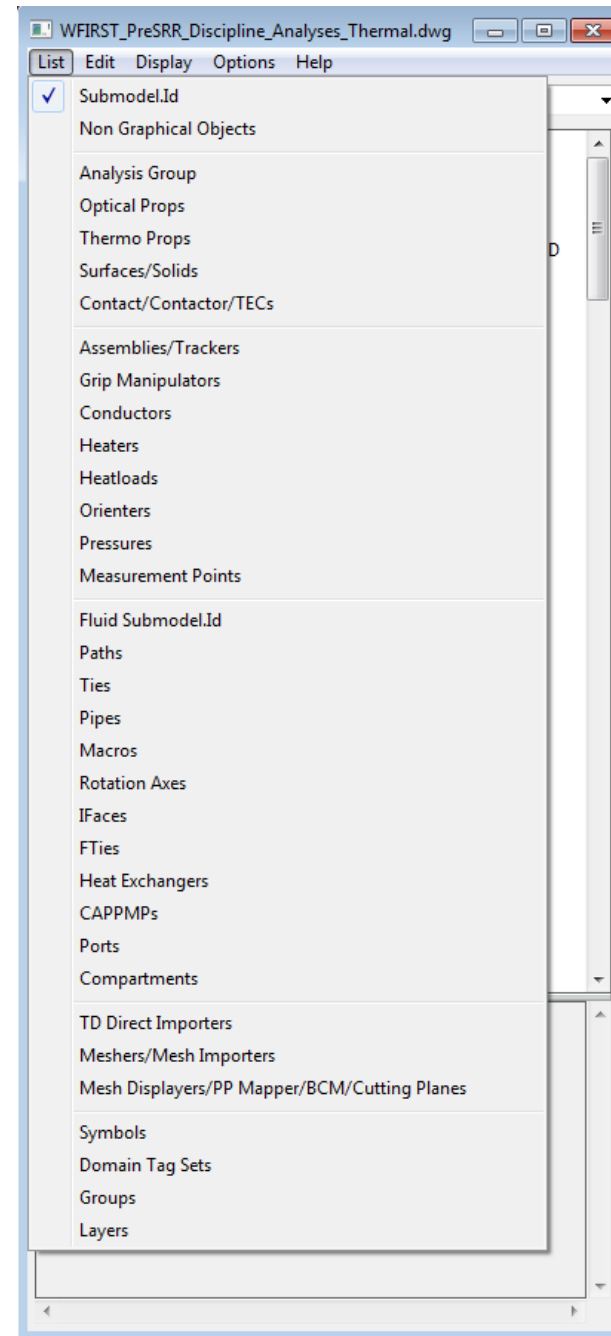 WFIRST_PreSRR_Discipline_Analyses_Thermal.dwg
List Edit Display Options Help
Submodel.Id
Non Graphical Objects
Analysis Group
Optical Props
Thermo Props
D
Surfaces/Solids
Contact/Contactor/TECs
Assemblies/Trackers
Grip Manipulators
Conductors
Heaters
Heatloads
Orienters
Pressures
Measurement Points
Fluid Submodel.Id
Paths
Ties
Pipes
Macros
Rotation Axes
IFaces
FTies
Heat Exchangers
CAPPMPs
Ports
Compartments
TD Direct Importers
Meshers/Mesh Importers
Mesh Displayers/PP Mapper/BCM/Cutting Planes
Symbols
Domain Tag Sets
Groups
Layers